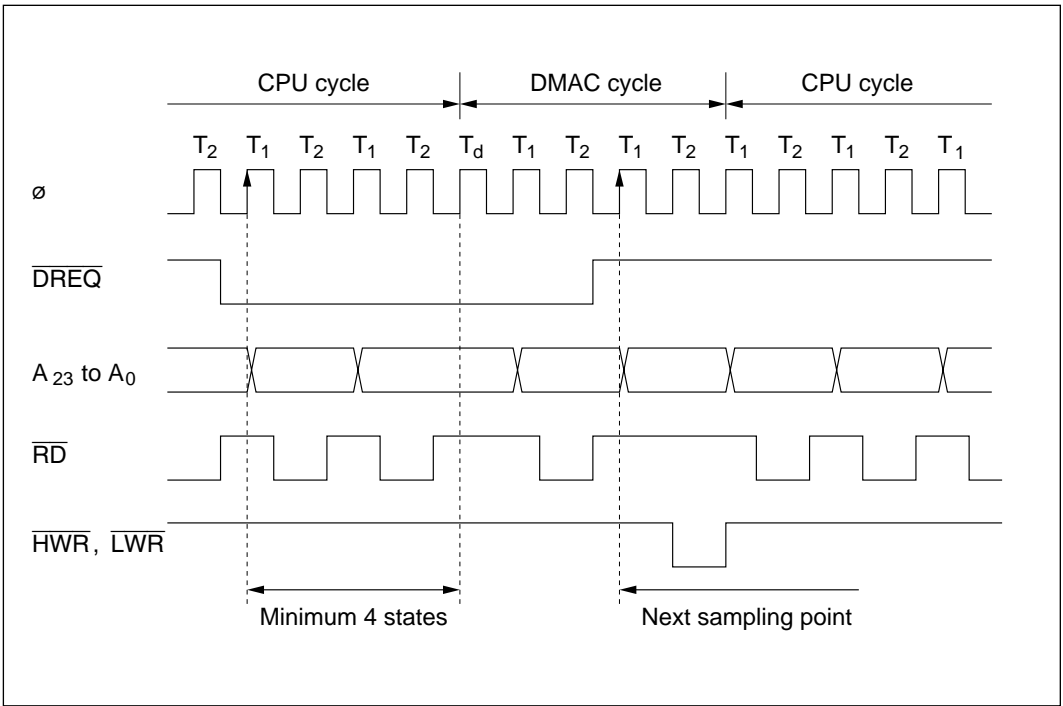 CPU cycle DMAC cycle CPU cycle
T2 T1 T2 T1 T2 Td T1 T2 T1 T2 T1 T2 T1 T2 T1
ø
DREQ
A23 to A0
RD
HWR, LWR
Minimum 4 states Next sampling point